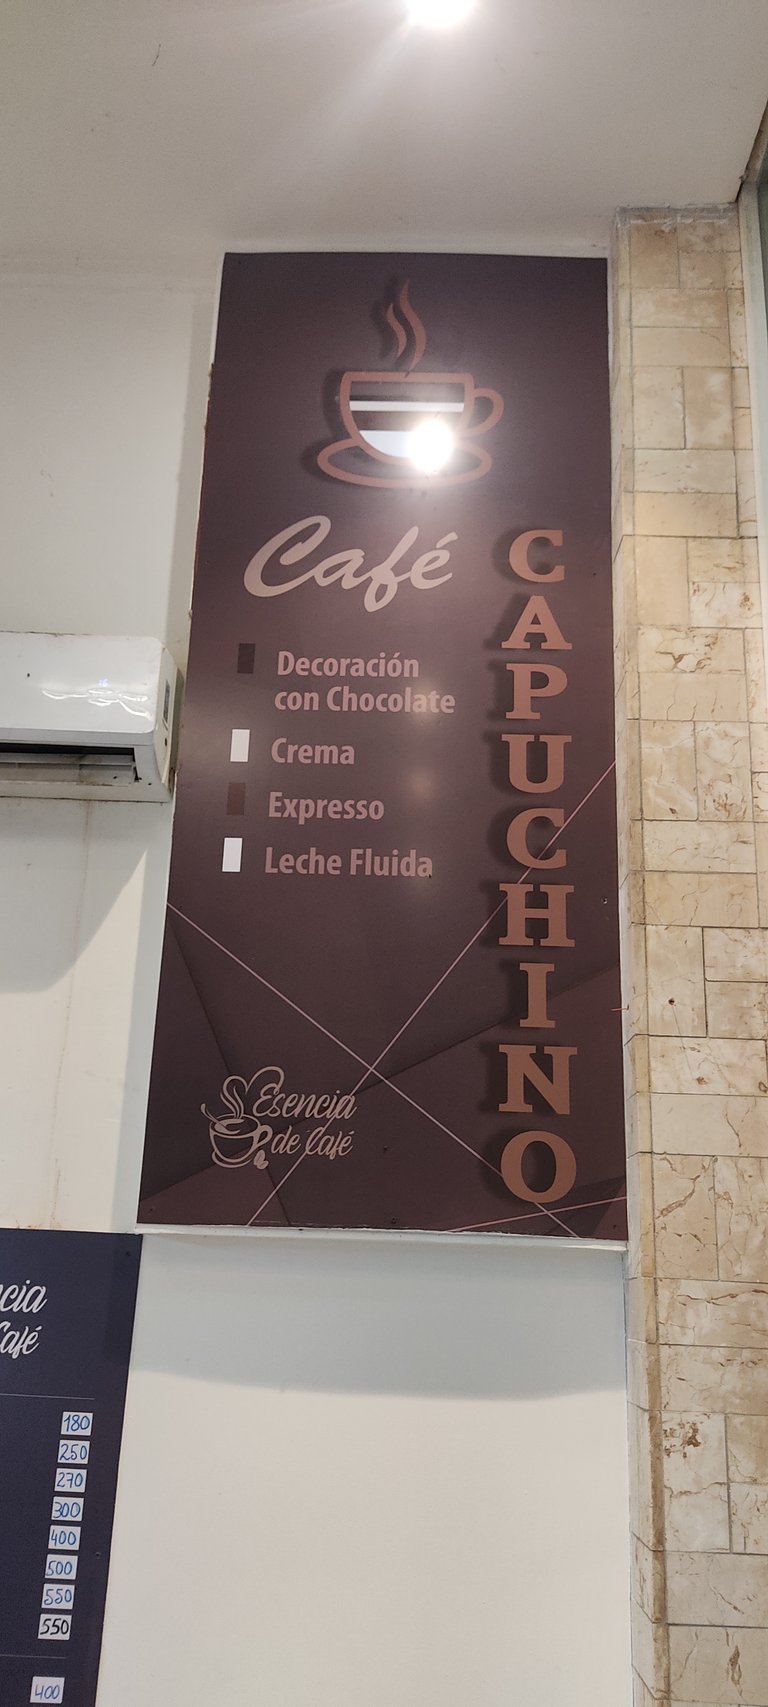 Café
CAPUCHINO
Decoración
con Chocolate
Crema
Expresso
Leche Fluida
Esencia
de Café
Café
180
250
270
300
400
500
550
550
400